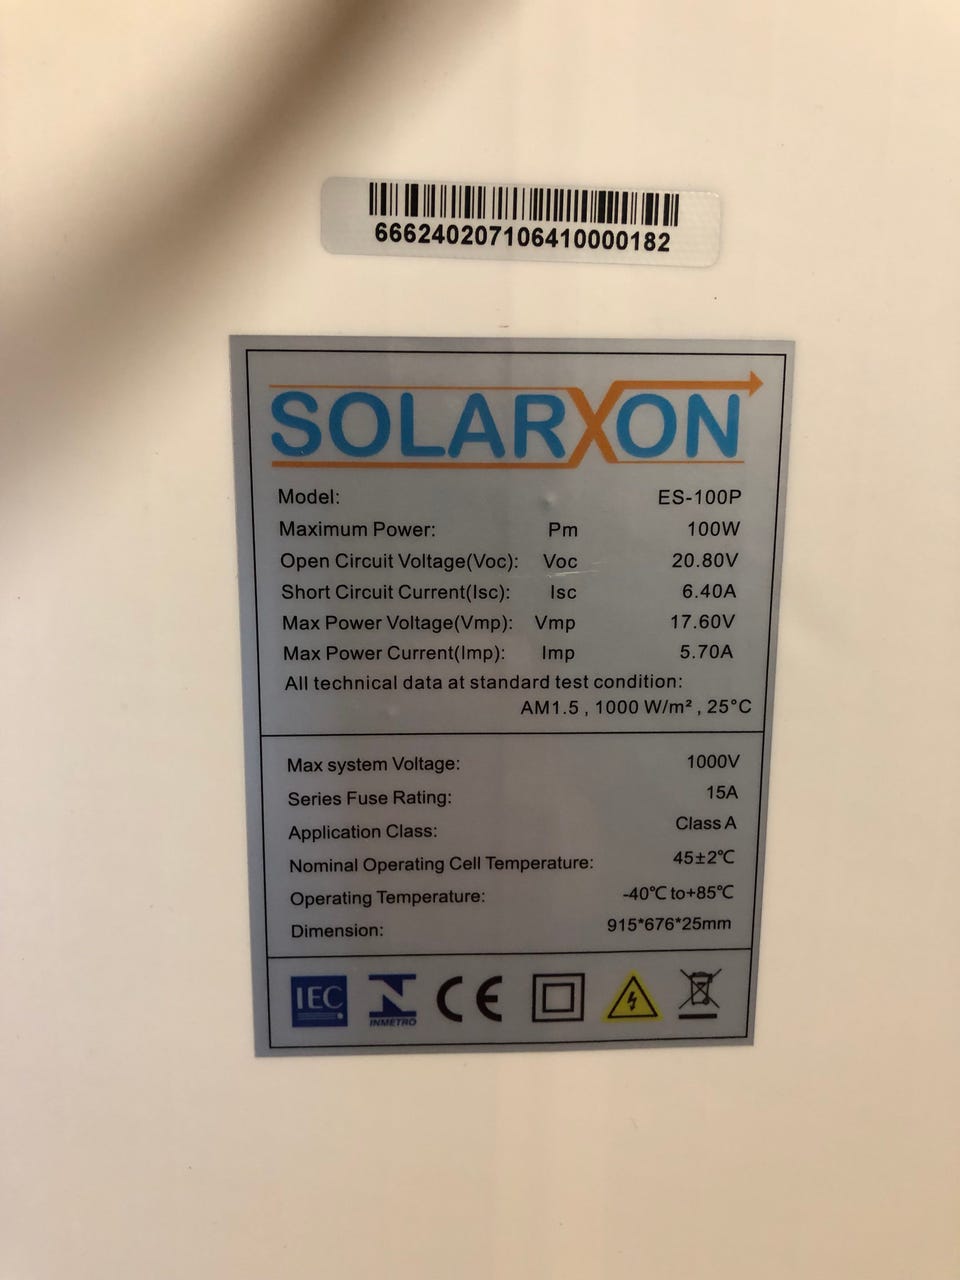 666240207106410000182
SOLARXON
Model: ES-100P
Maximum Power: Pm 100W
Open Circuit Voltage(Voc): Voc 20.80V
Short Circuit Current(Isc): Isc 6.40A
Max Power Voltage(Vmp): Vmp 17.60V
Max Power Current(Imp): Imp 5.70A
All technical data at standard test condition:
AM1.5 , 1000 W/m² , 25°C
Max system Voltage: 1000V
Series Fuse Rating: 15A
Application Class: Class A
Nominal Operating Cell Temperature: 45±2℃
Operating Temperature: -40℃ to+85℃
Dimension: 915*676*25mm
IEC INMETRO CE